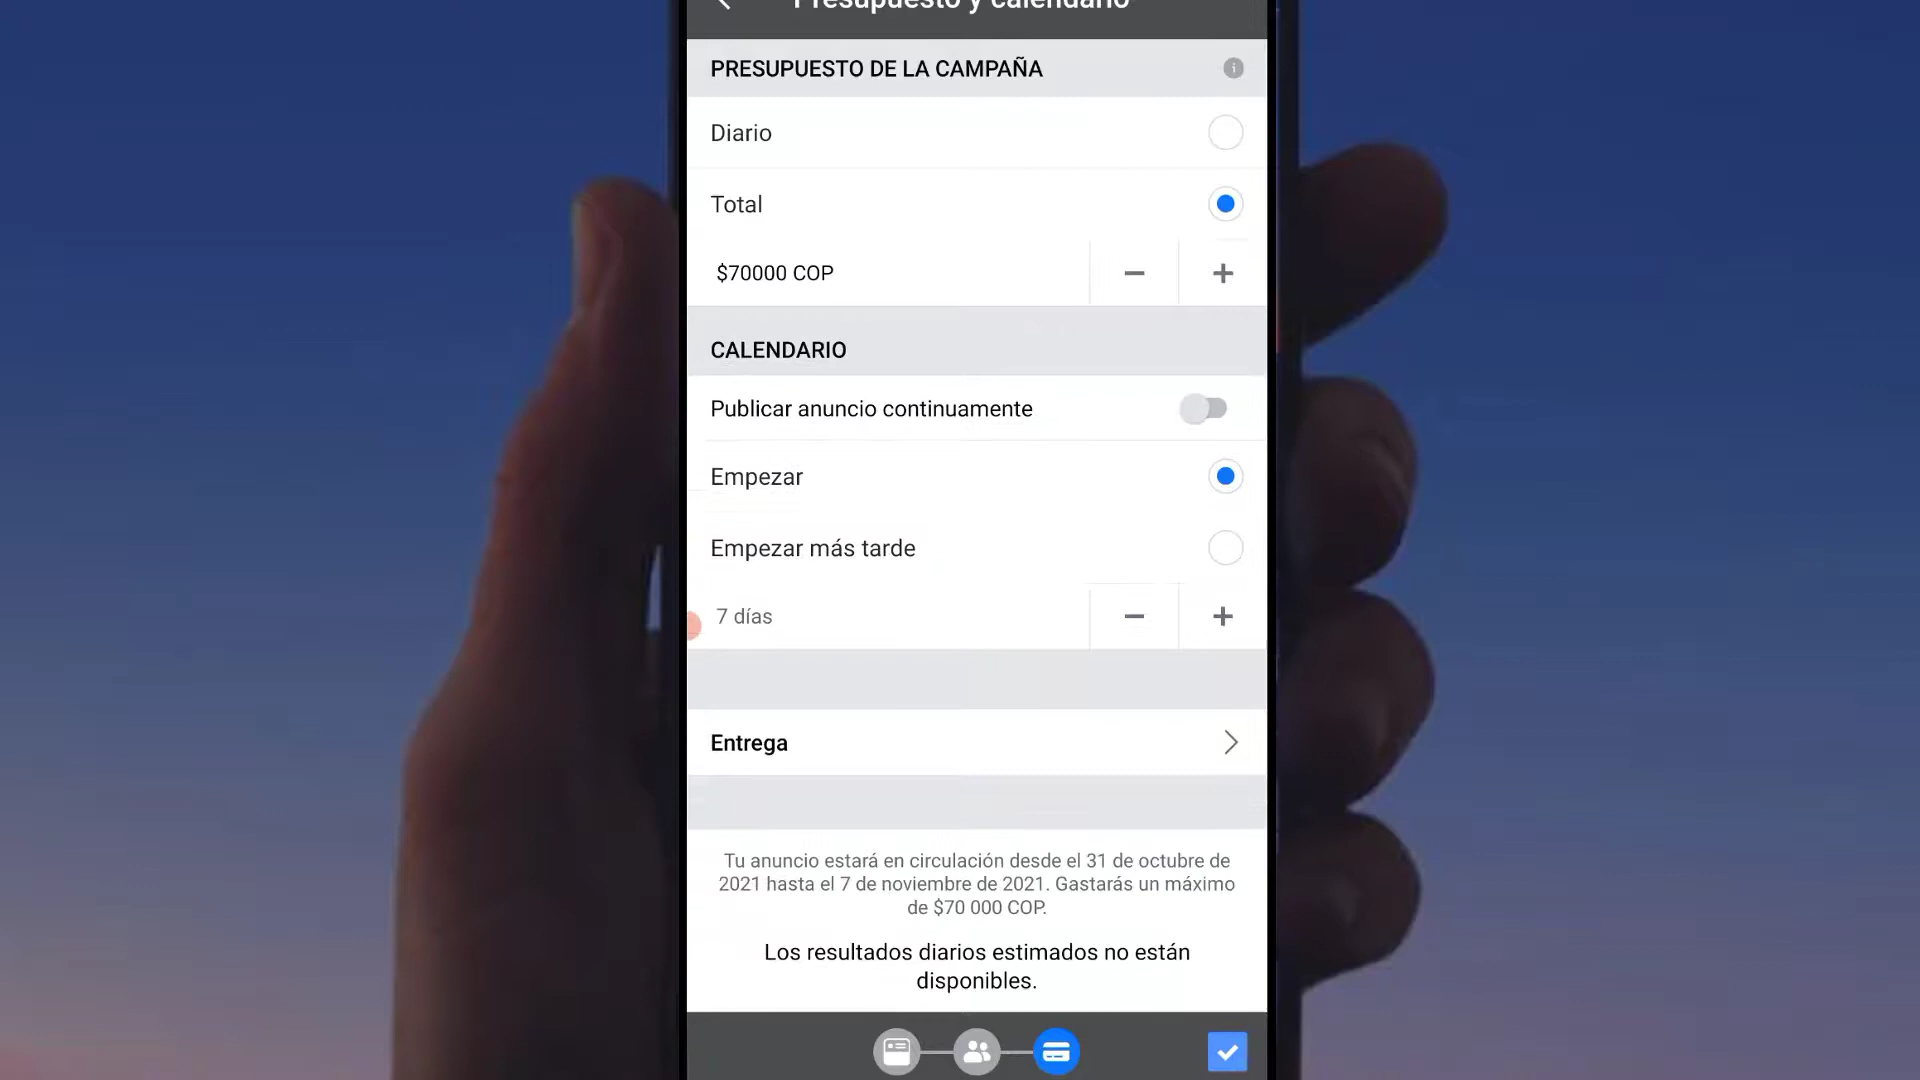 Presupuesto y calendario
PRESUPUESTO DE LA CAMPAÑA
Diario
Total
$70000 COP
CALENDARIO
Publicar anuncio continuamente
Empezar
Empezar más tarde
7 días
Entrega
Tu anuncio estará en circulación desde el 31 de octubre de
2021 hasta el 7 de noviembre de 2021. Gastarás un máximo
de $70 000 COP.
Los resultados diarios estimados no están
disponibles.